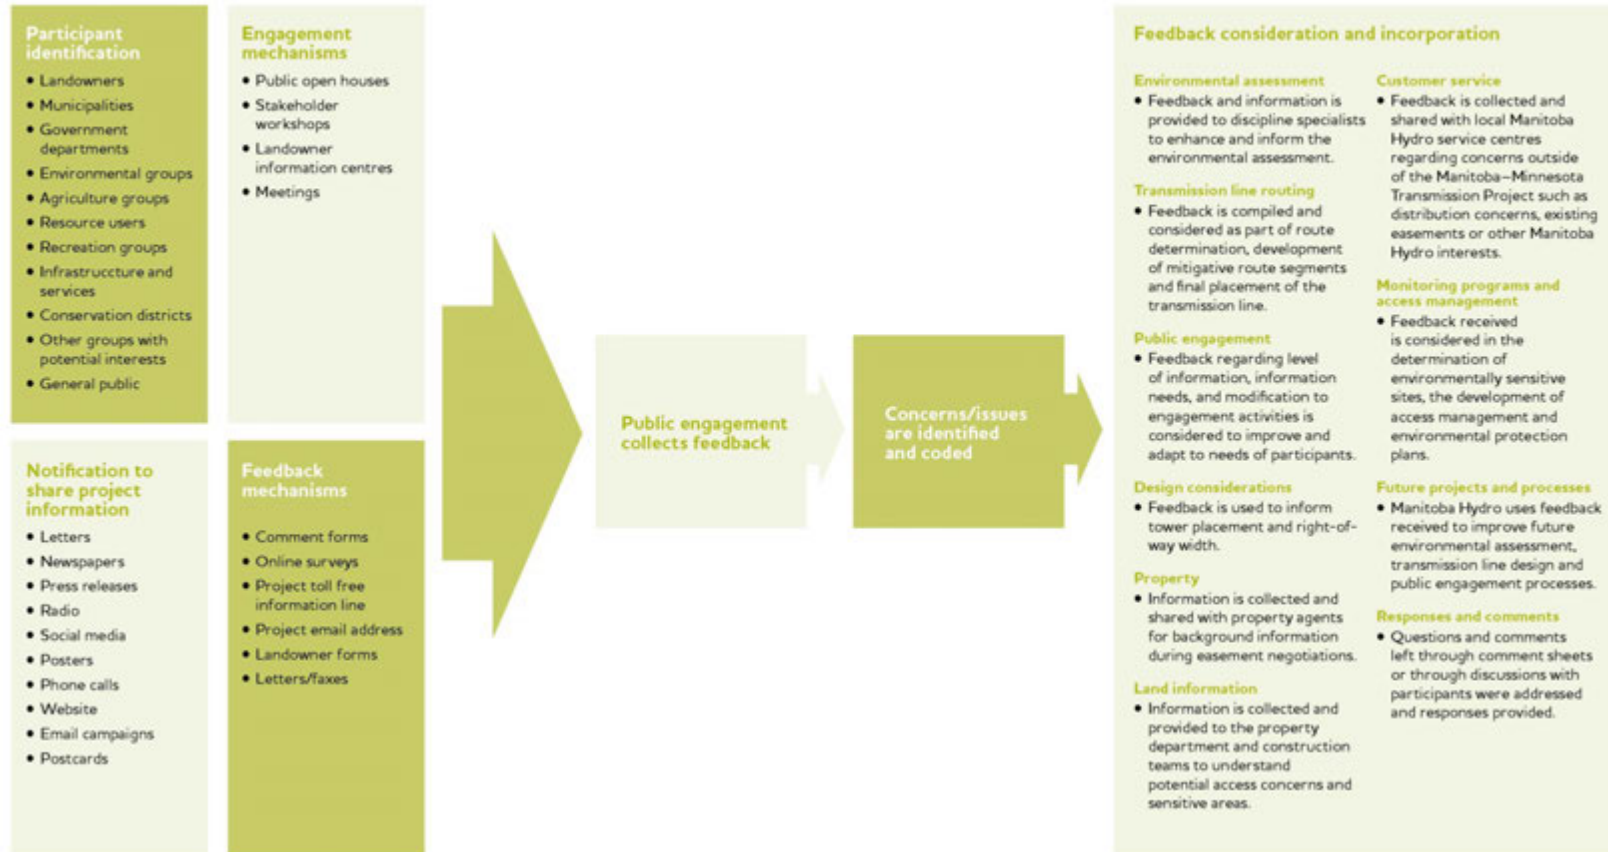 Participant
identification
• Landowners
• Municipalities
• Government
departments
• Environmental groups
• Agriculture groups
• Resource users
• Recreation groups
• Infrastruccture and
services
• Conservation districts
• Other groups with
potential interests
• General public
Engagement
mechanisms
• Public open houses
• Stakeholder
workshops
• Landowner
information centres
• Meetings
Notification to
share project
information
• Letters
• Newspapers
• Press releases
• Radio
• Social media
• Posters
• Phone calls
• Website
• Email campaigns
• Postcards
Feedback
mechanisms
• Comment forms
• Online surveys
• Project toll free
information line
• Project email address
• Landowner forms
• Letters/faxes
Public engagement
collects feedback
Concerns/issues
are identified
and coded
Feedback consideration and incorporation
Environmental assessment
• Feedback and information is
provided to discipline specialists
to enhance and inform the
environmental assessment.
Transmission line routing
• Feedback is compiled and
considered as part of route
determination, development
of mitigative route segments
and final placement of the
transmission line.
Public engagement
• Feedback regarding level
of information, information
needs, and modification to
engagement activities is
considered to improve and
adapt to needs of participants.
Design considerations
• Feedback is used to inform
tower placement and right-of-
way width.
Property
• Information is collected and
shared with property agents
for background information
during easement negotiations.
Land information
• Information is collected and
provided to the property
department and construction
teams to understand
potential access concerns and
sensitive areas.
Customer service
• Feedback is collected and
shared with local Manitoba
Hydro service centres
regarding concerns outside
of the Manitoba–Minnesota
Transmission Project such as
distribution concerns, existing
easements or other Manitoba
Hydro interests.
Monitoring programs and
access management
• Feedback received
is considered in the
determination of
environmentally sensitive
sites, the development of
access management and
environmental protection
plans.
Future projects and processes
• Manitoba Hydro uses feedback
received to improve future
environmental assessment,
transmission line design and
public engagement processes.
Responses and comments
• Questions and comments
left through comment sheets
or through discussions with
participants were addressed
and responses provided.